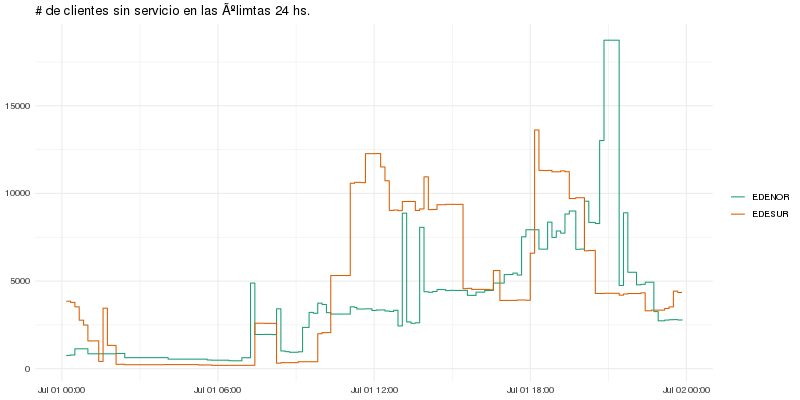 # de clientes sin servicio en las Ãºlimtas 24 hs.
15000
10000
5000
0
EDENOR
EDESUR
Jul 01 00:00
Jul 01 06:00
Jul 01 12:00
Jul 01 18:00
Jul 02 00:00